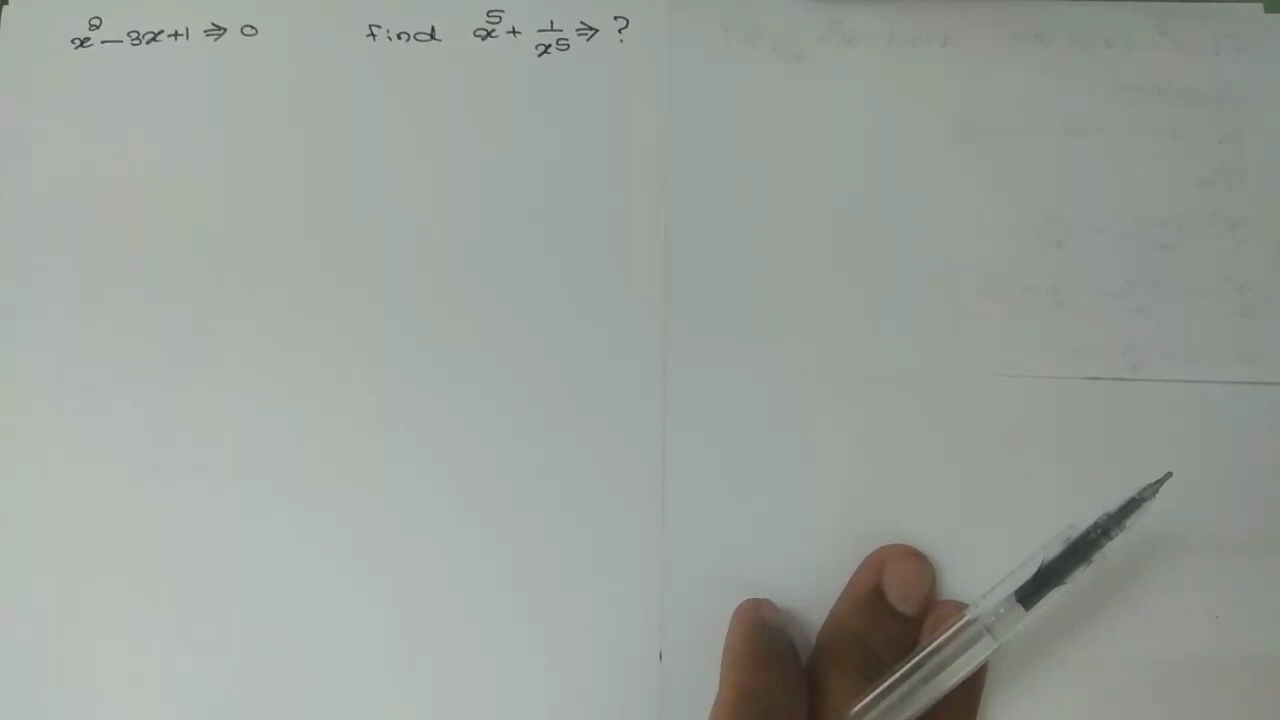 x² - 3x + 1 ⇒ 0 Find x⁵ + 1/x⁵ ⇒ ?